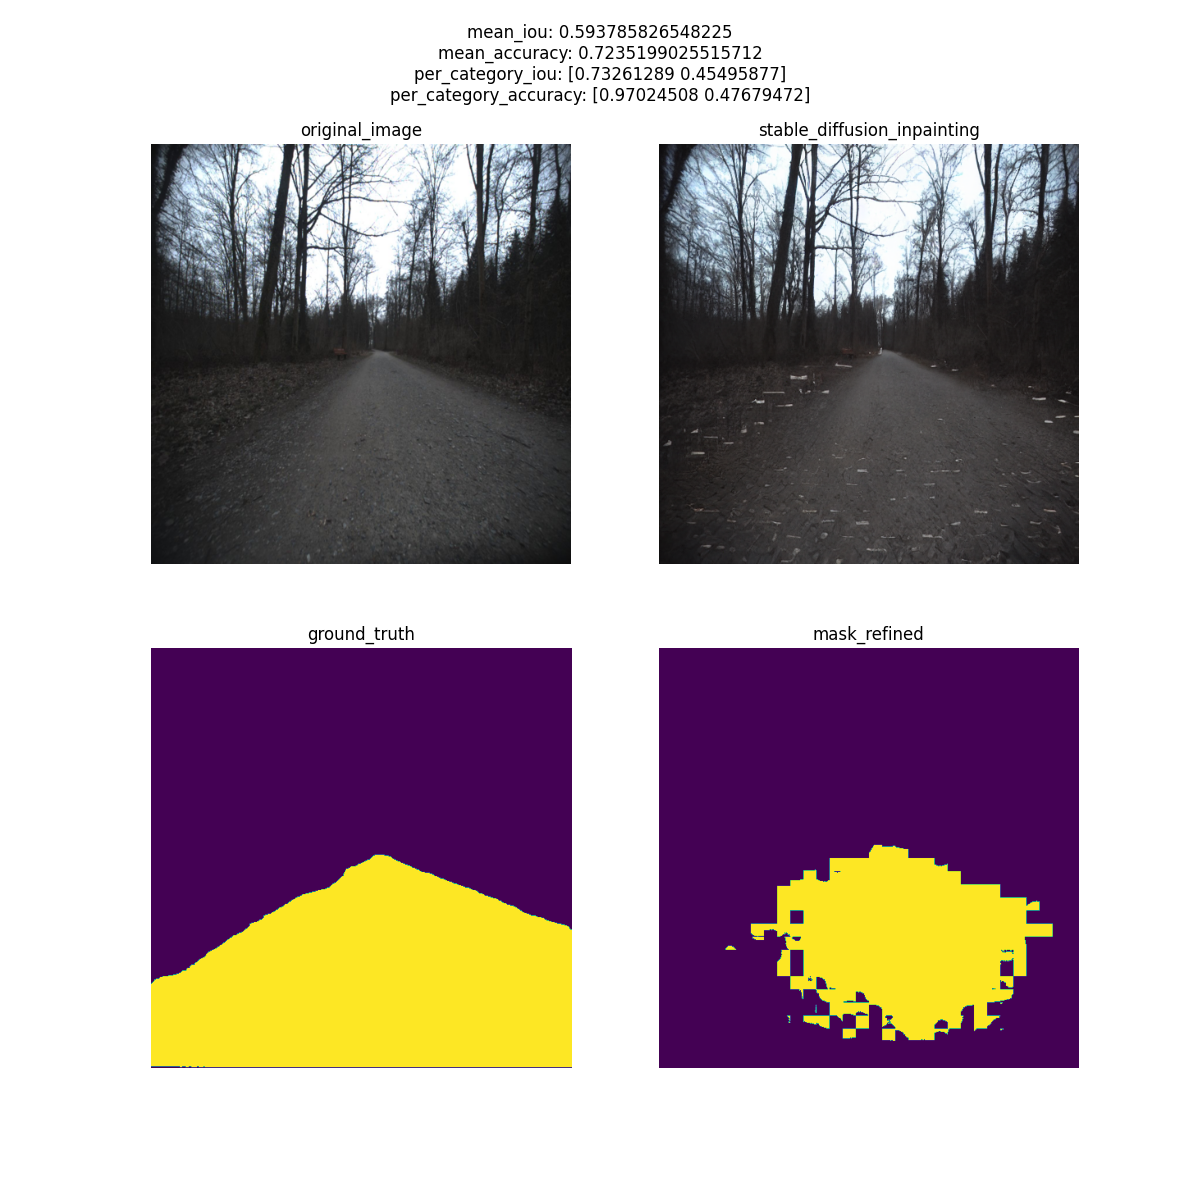 mean_iou: 0.593785826548225
mean_accuracy: 0.7235199025515712
per_category_iou: [0.73261289 0.45495877]
per_category_accuracy: [0.97024508 0.47679472]
original_image
stable_diffusion_inpainting
ground_truth
mask_refined